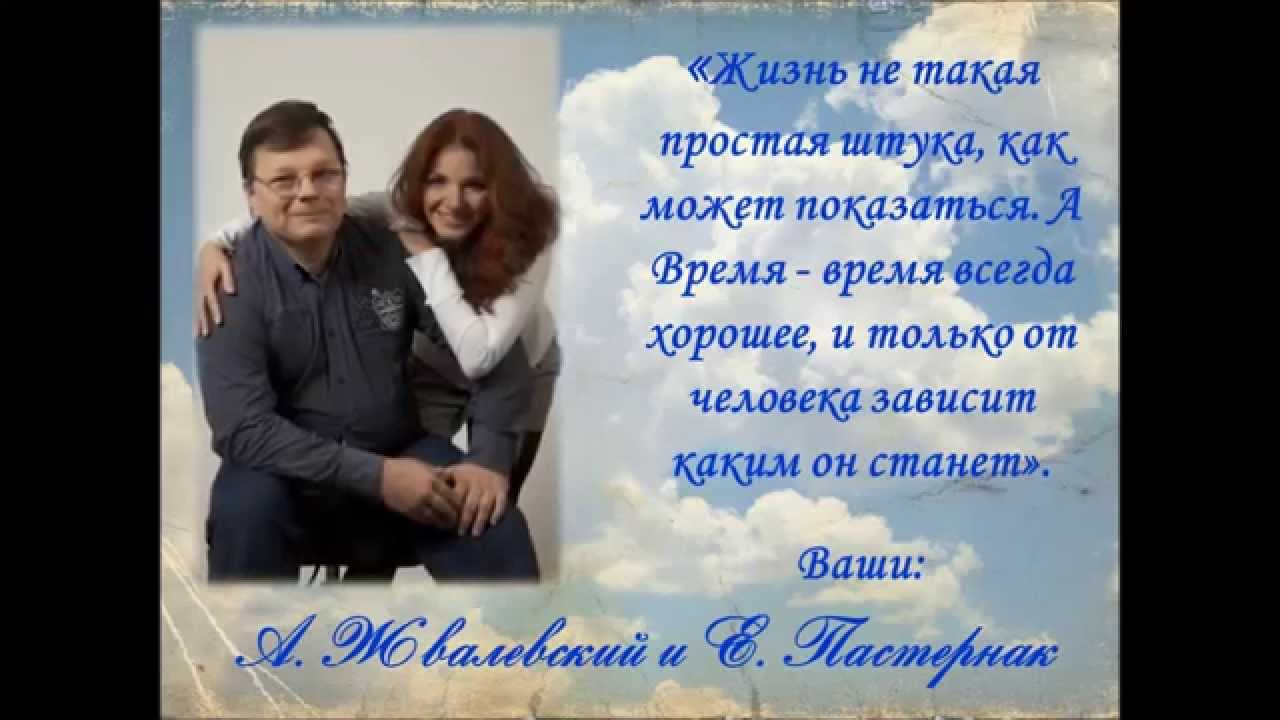 «Жизнь не такая
простая штука, как
может показаться. А
Время - время всегда
хорошее, и только от
человека зависит
каким он станет».
Ваши:
А. Жвалевский и Е. Пастернак